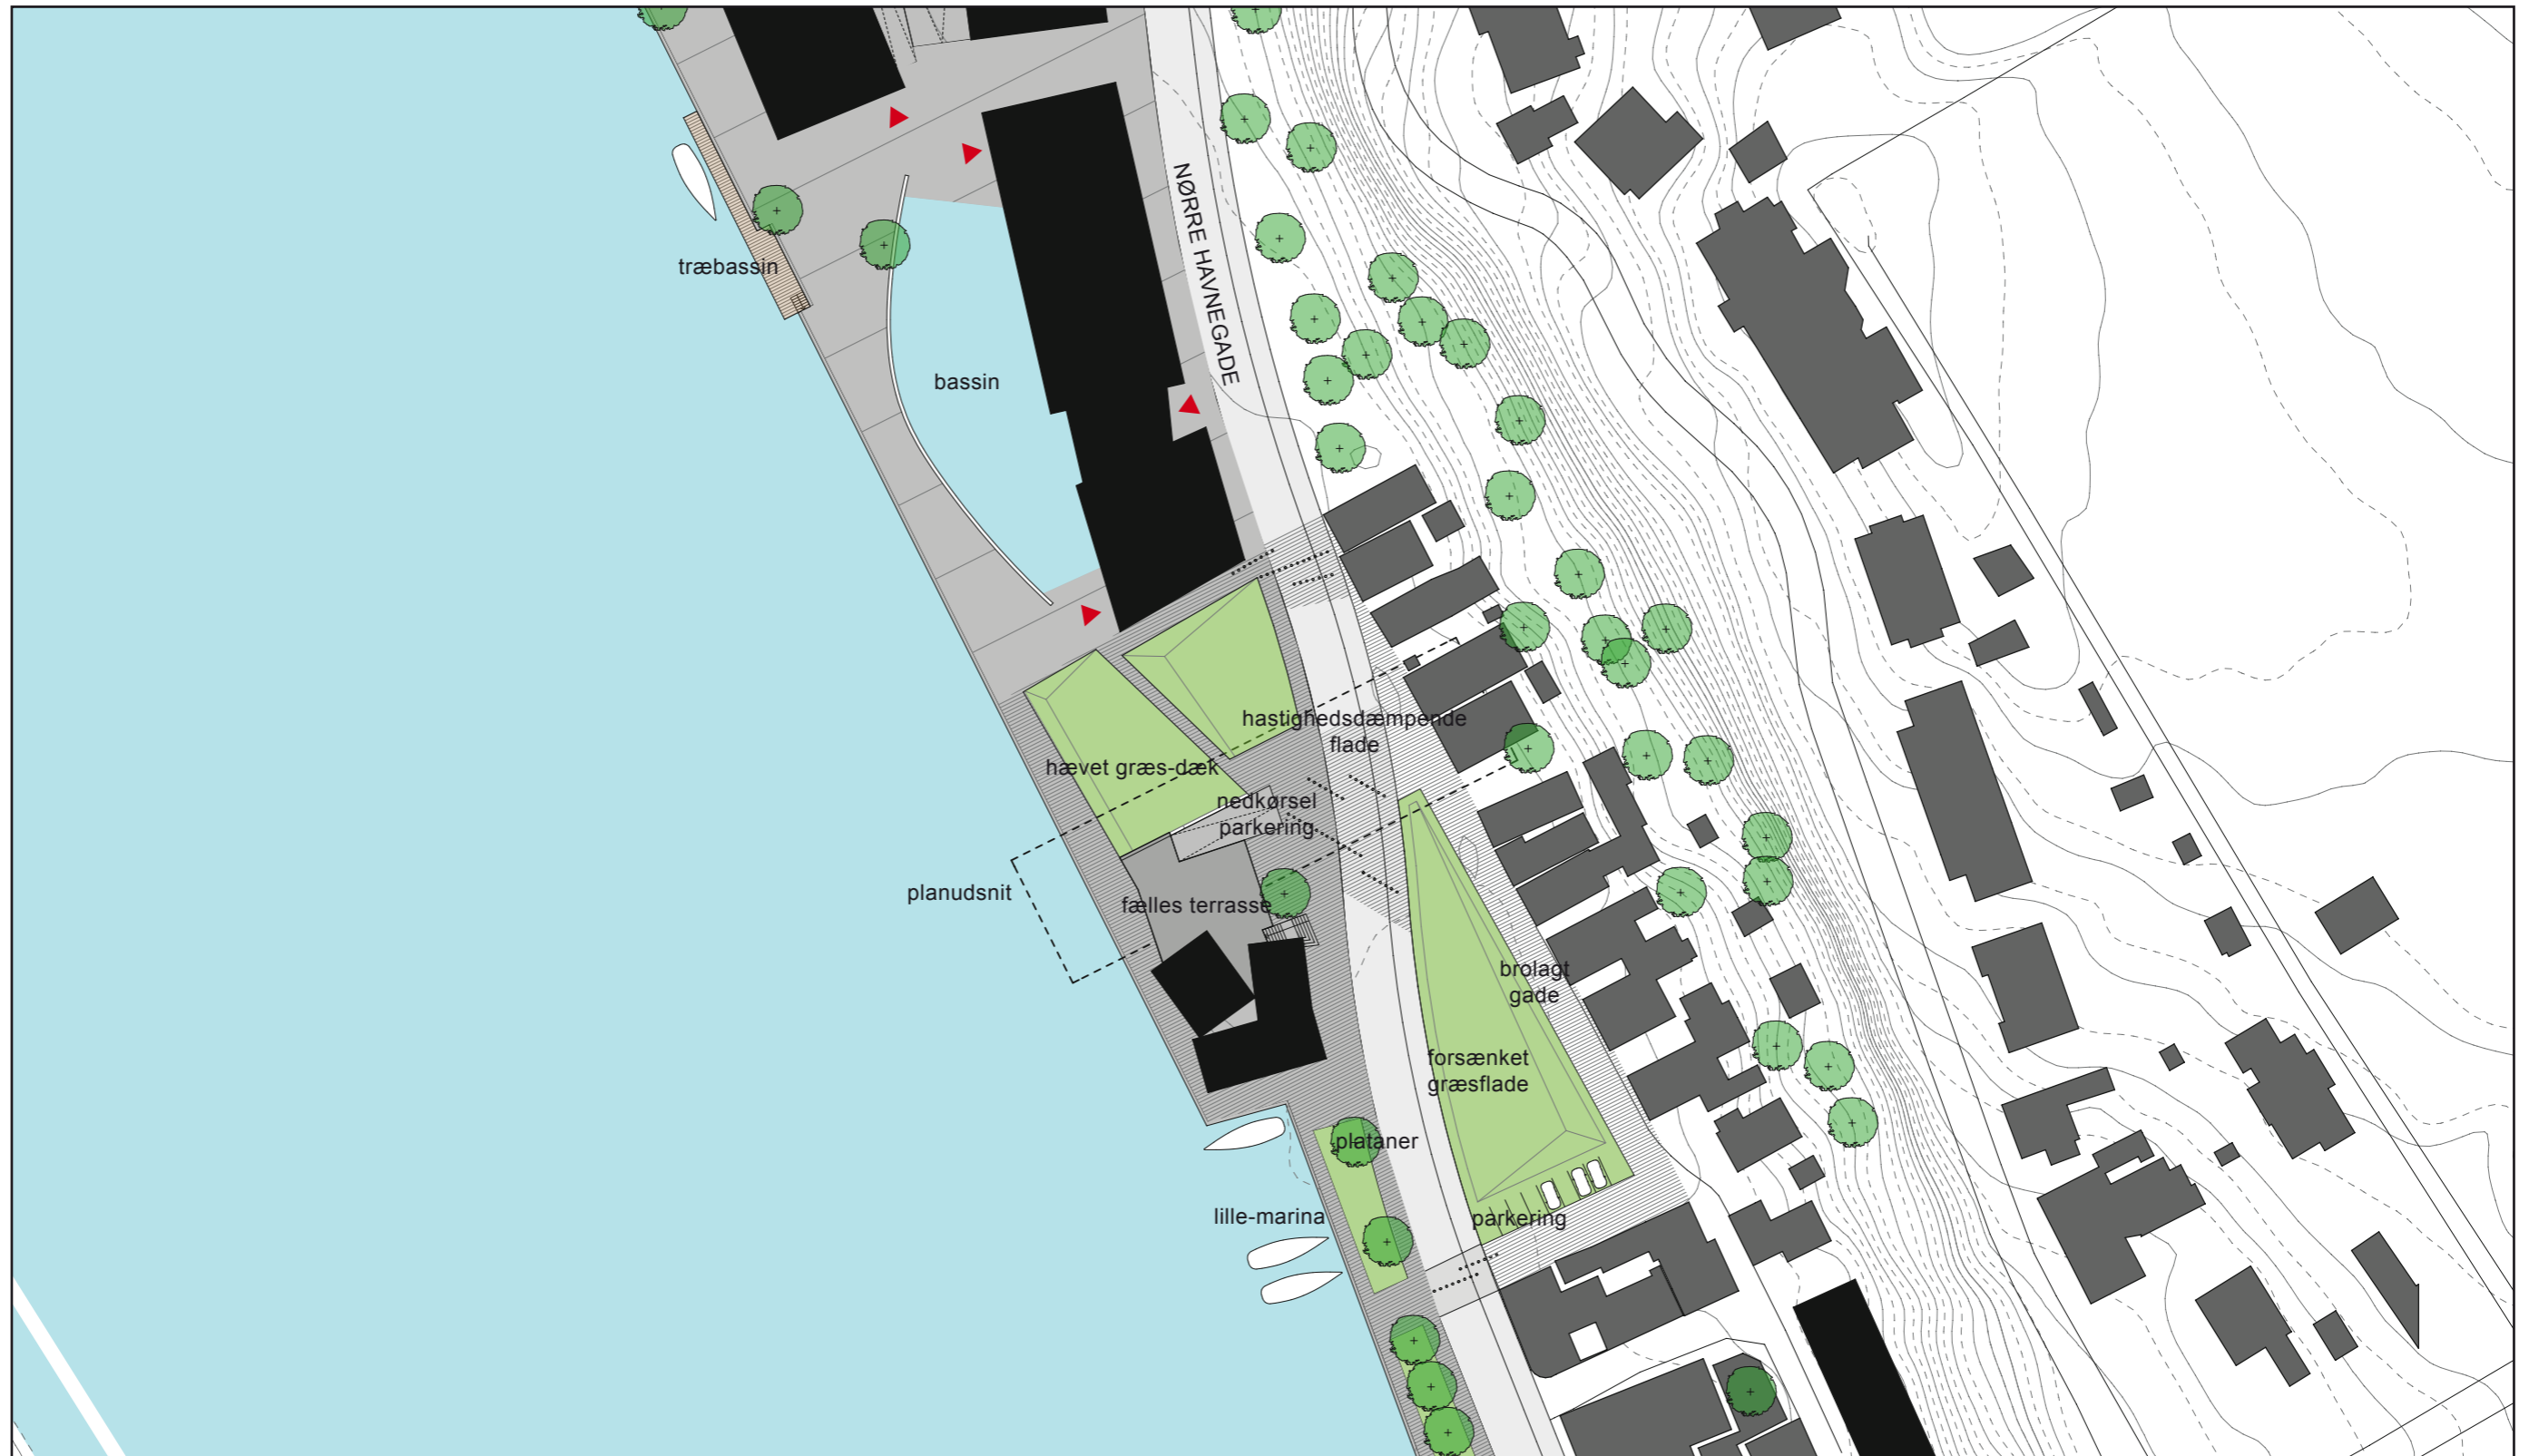 NØRRE HAVNEGADE
træbassin
bassin
hastighedsdæmpende
flade
hævet græs-dæk
nedkørsel
parkering
planudsnit
fælles terrasse
brolagt
gade
forsænket
græsflade
plataner
lille-marina
parkering